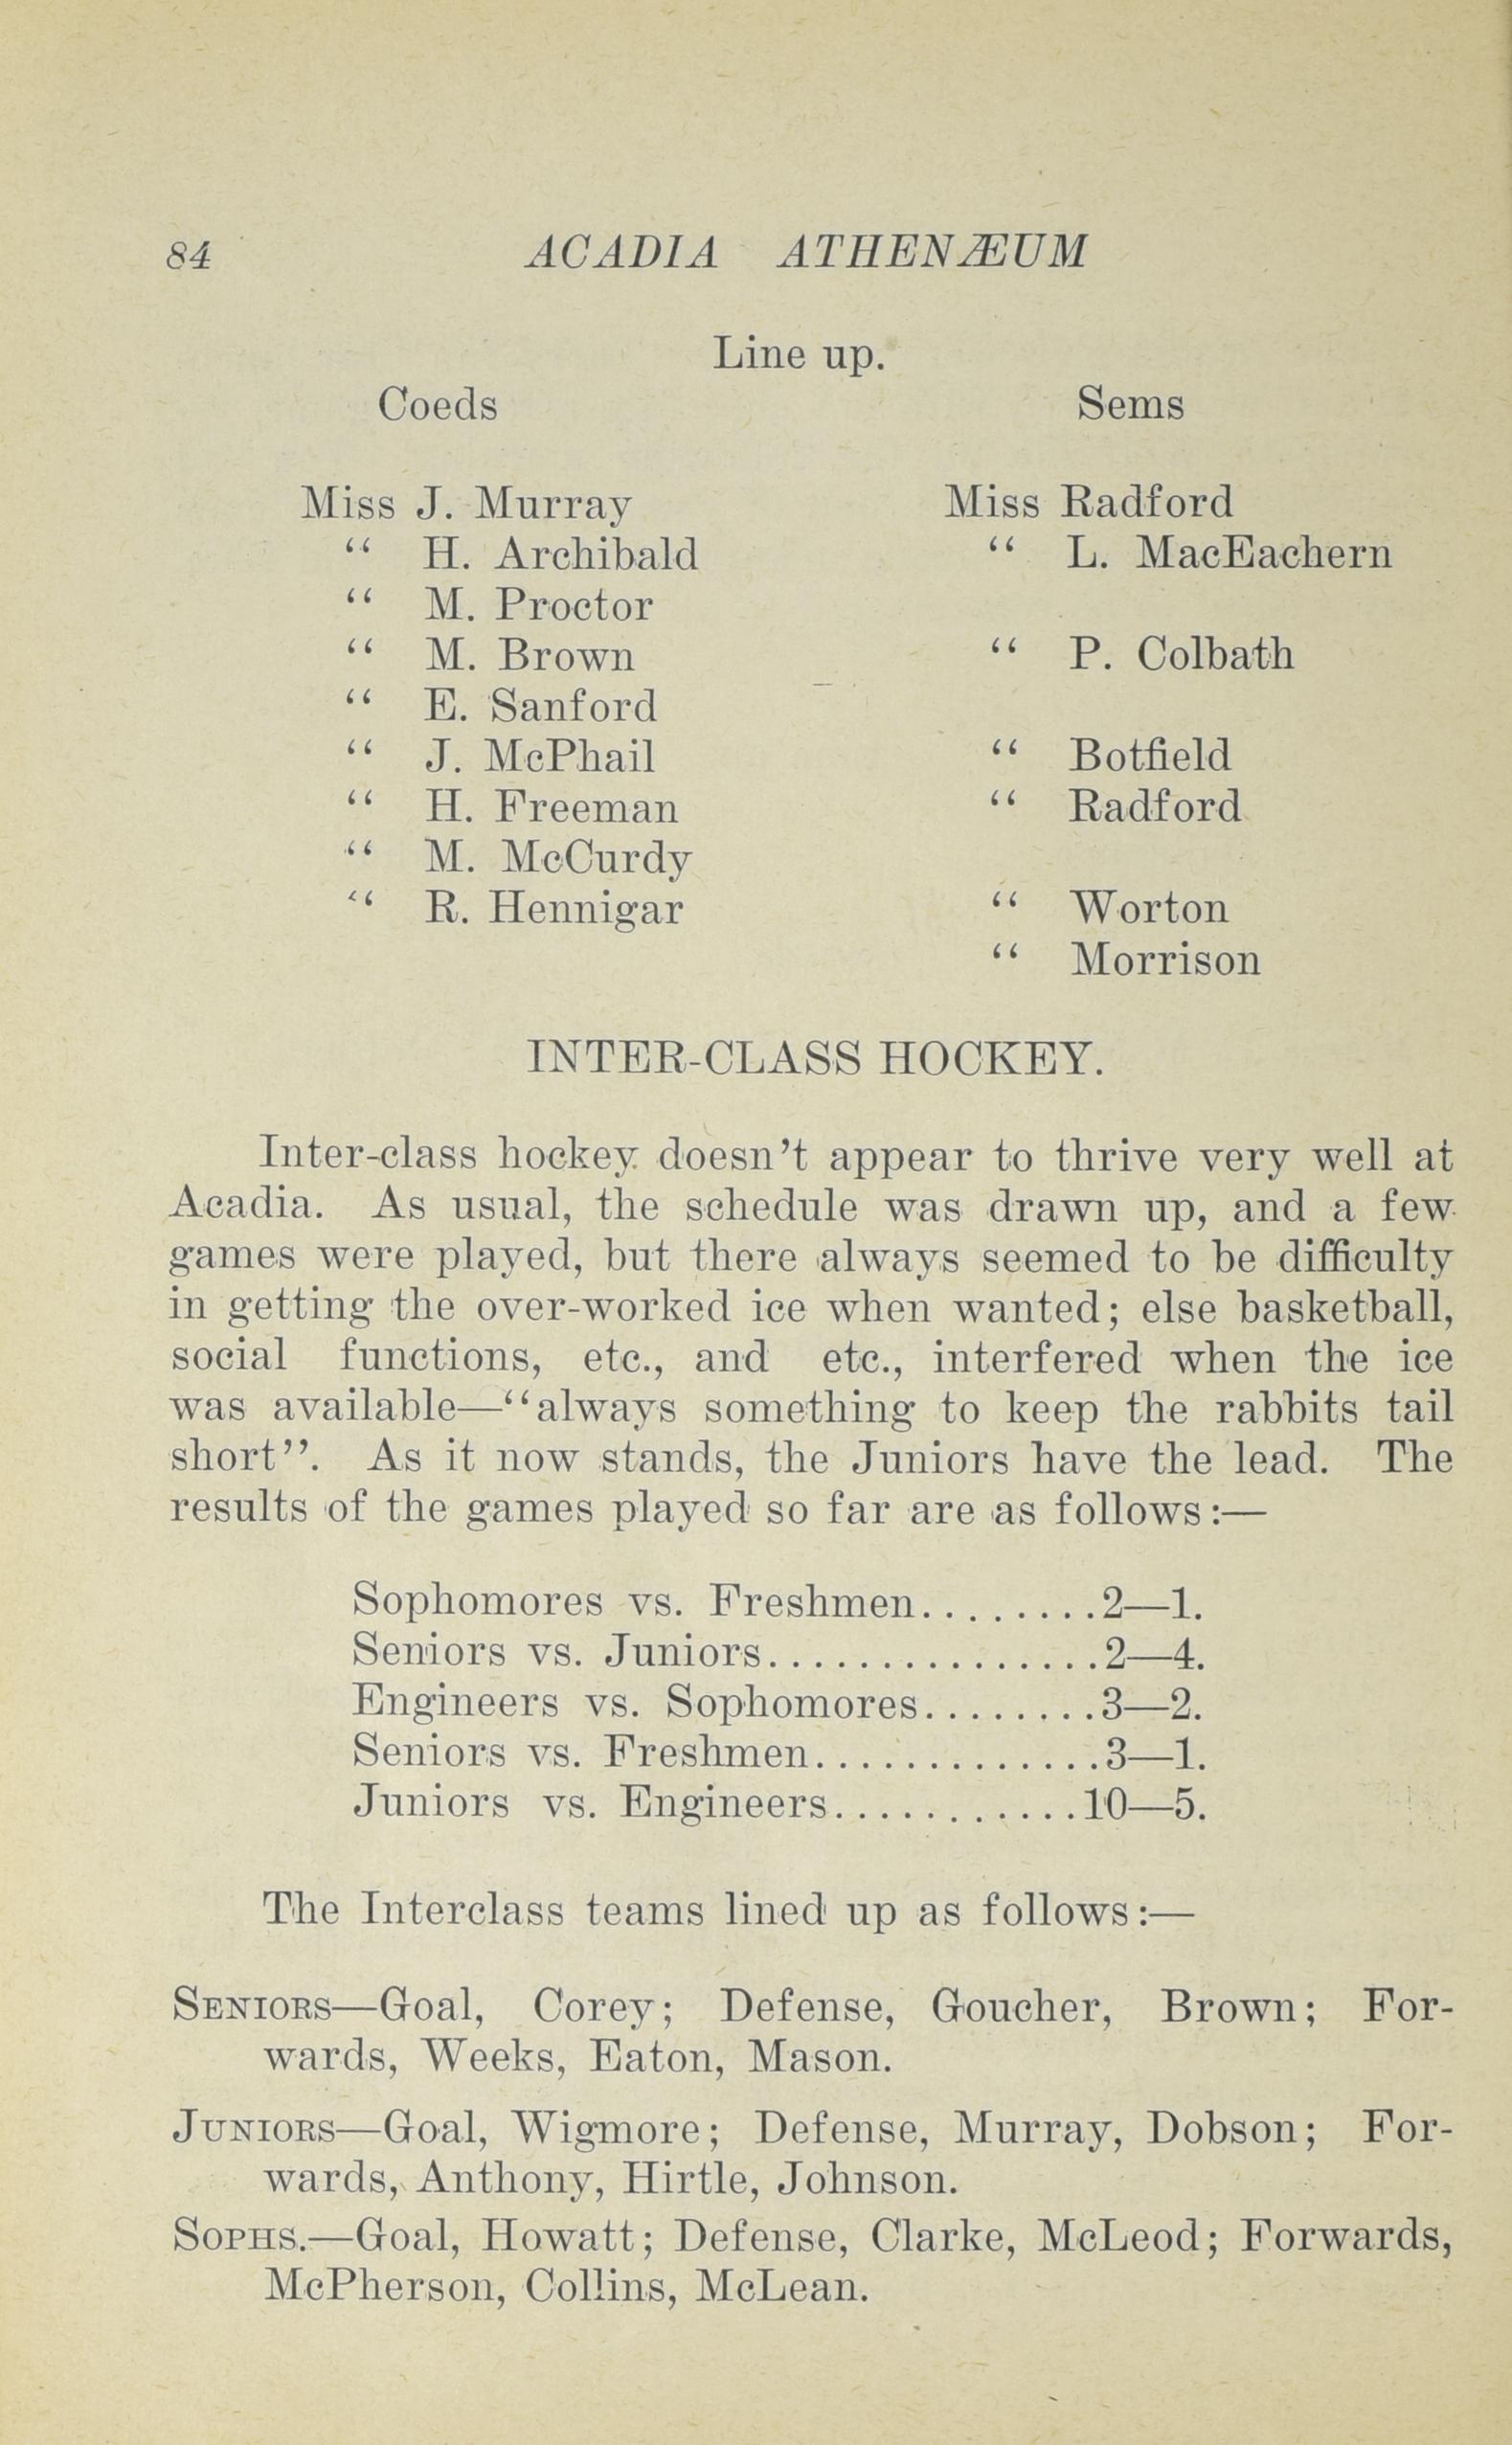 84 ACADIA ATHENÆUM
Line up.
Coeds Sems
Miss J. Murray Miss Radford
“ H. Archibald “ L. MacEachern
“ M. Proctor
“ M. Brown “ P. Colbath
“ E. Sanford
“ J. McPhail “ Botfield
“ H. Freeman “ Radford
“ M. McCurdy
“ R. Hennigar “ Worton
“ Morrison
INTER-CLASS HOCKEY.
Inter-class hockey doesn’t appear to thrive very well at
Acadia. As usual, the schedule was drawn up, and a few
games were played, but there always seemed to be difficulty
in getting the over-worked ice when wanted; else basketball,
social functions, etc., and etc., interfered when the ice
was available—“always something to keep the rabbits tail
short”. As it now stands, the Juniors have the lead. The
results of the games played so far are as follows:—
Sophomores vs. Freshmen........2—1.
Seniors vs. Juniors...............2—4.
Engineers vs. Sophomores........3—2.
Seniors vs. Freshmen.............3—1.
Juniors vs. Engineers...........10—5.
The Interclass teams lined up as follows:—
SENIORS—Goal, Corey; Defense, Goucher, Brown; For-
wards, Weeks, Eaton, Mason.
JUNIORS—Goal, Wigmore; Defense, Murray, Dobson; For-
wards, Anthony, Hirtle, Johnson.
SOPHS.—Goal, Howatt; Defense, Clarke, McLeod; Forwards,
McPherson, Collins, McLean.